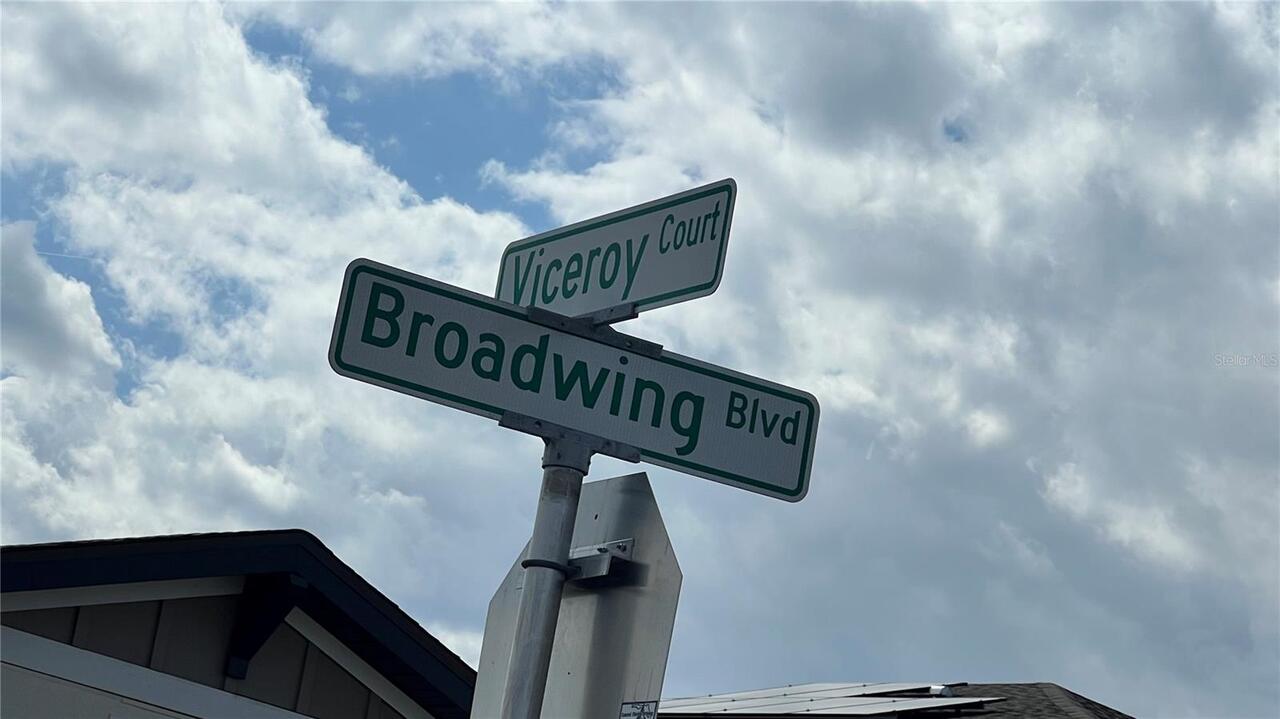 Viceroy Court
Broadwing Blvd
Stellar MLS